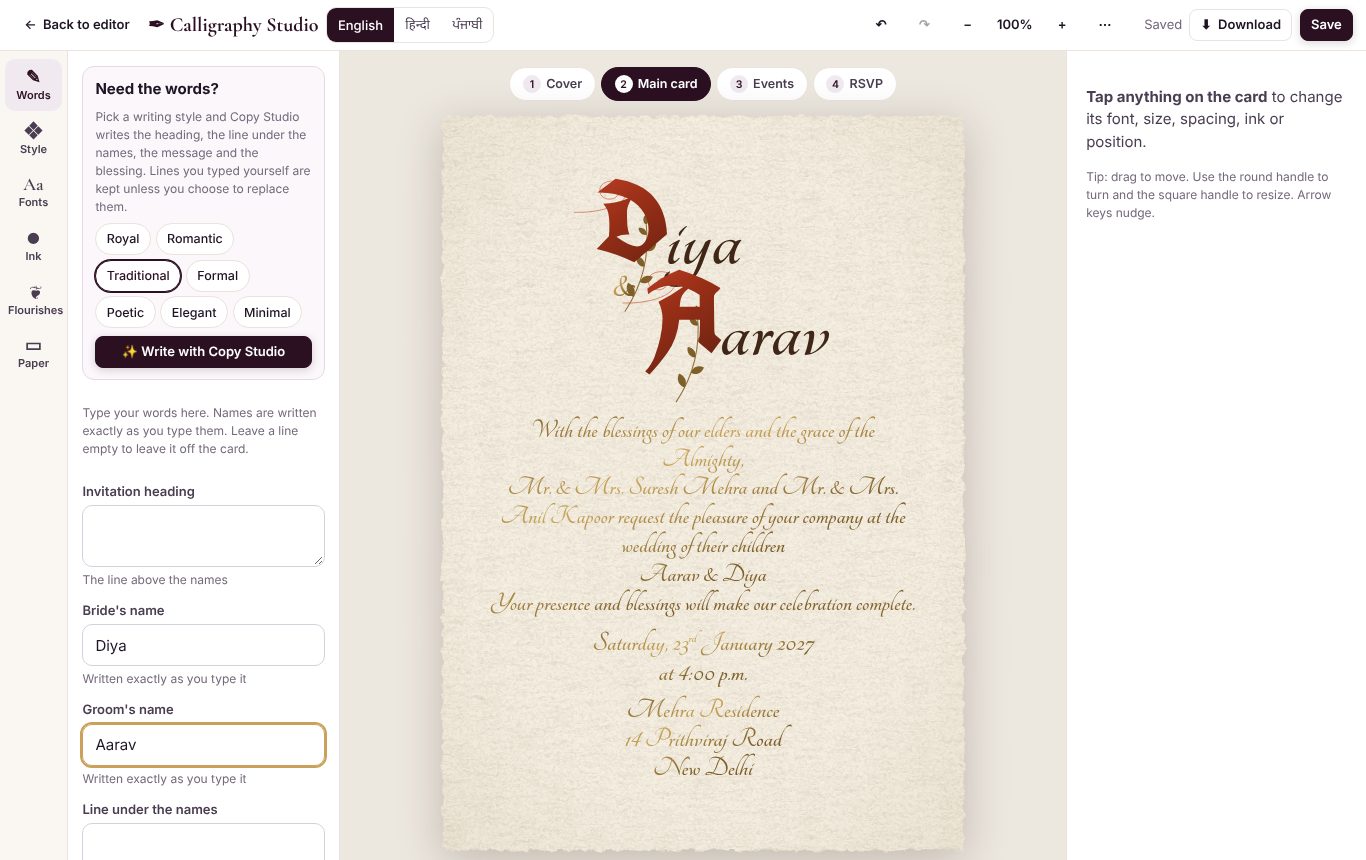 ← Back to editor
Calligraphy Studio
English
हिन्दी
ਪੰਜਾਬੀ
100%
Saved
Download
Save
Words
Style
Aa
Fonts
Ink
Flourishes
Paper
Need the words?
Pick a writing style and Copy Studio
writes the heading, the line under the
names, the message and the
blessing. Lines you typed yourself are
kept unless you choose to replace
them.
Royal
Romantic
Traditional
Formal
Poetic
Elegant
Minimal
✨ Write with Copy Studio
Type your words here. Names are written
exactly as you type them. Leave a line
empty to leave it off the card.
Invitation heading
The line above the names
Bride's name
Diya
Written exactly as you type it
Groom's name
Aarav
Written exactly as you type it
Line under the names
1 Cover
2 Main card
3 Events
4 RSVP
Diya
&
Aarav
With the blessings of our elders and the grace of the
Almighty,
Mr. & Mrs. Suresh Mehra and Mr. & Mrs.
Anil Kapoor request the pleasure of your company at the
wedding of their children
Aarav & Diya
Your presence and blessings will make our celebration complete.
Saturday, 23rd January 2027
at 4:00 p.m.
Mehra Residence
14 Prithviraj Road
New Delhi
Tap anything on the card to change
its font, size, spacing, ink or
position.
Tip: drag to move. Use the round handle to
turn and the square handle to resize. Arrow
keys nudge.